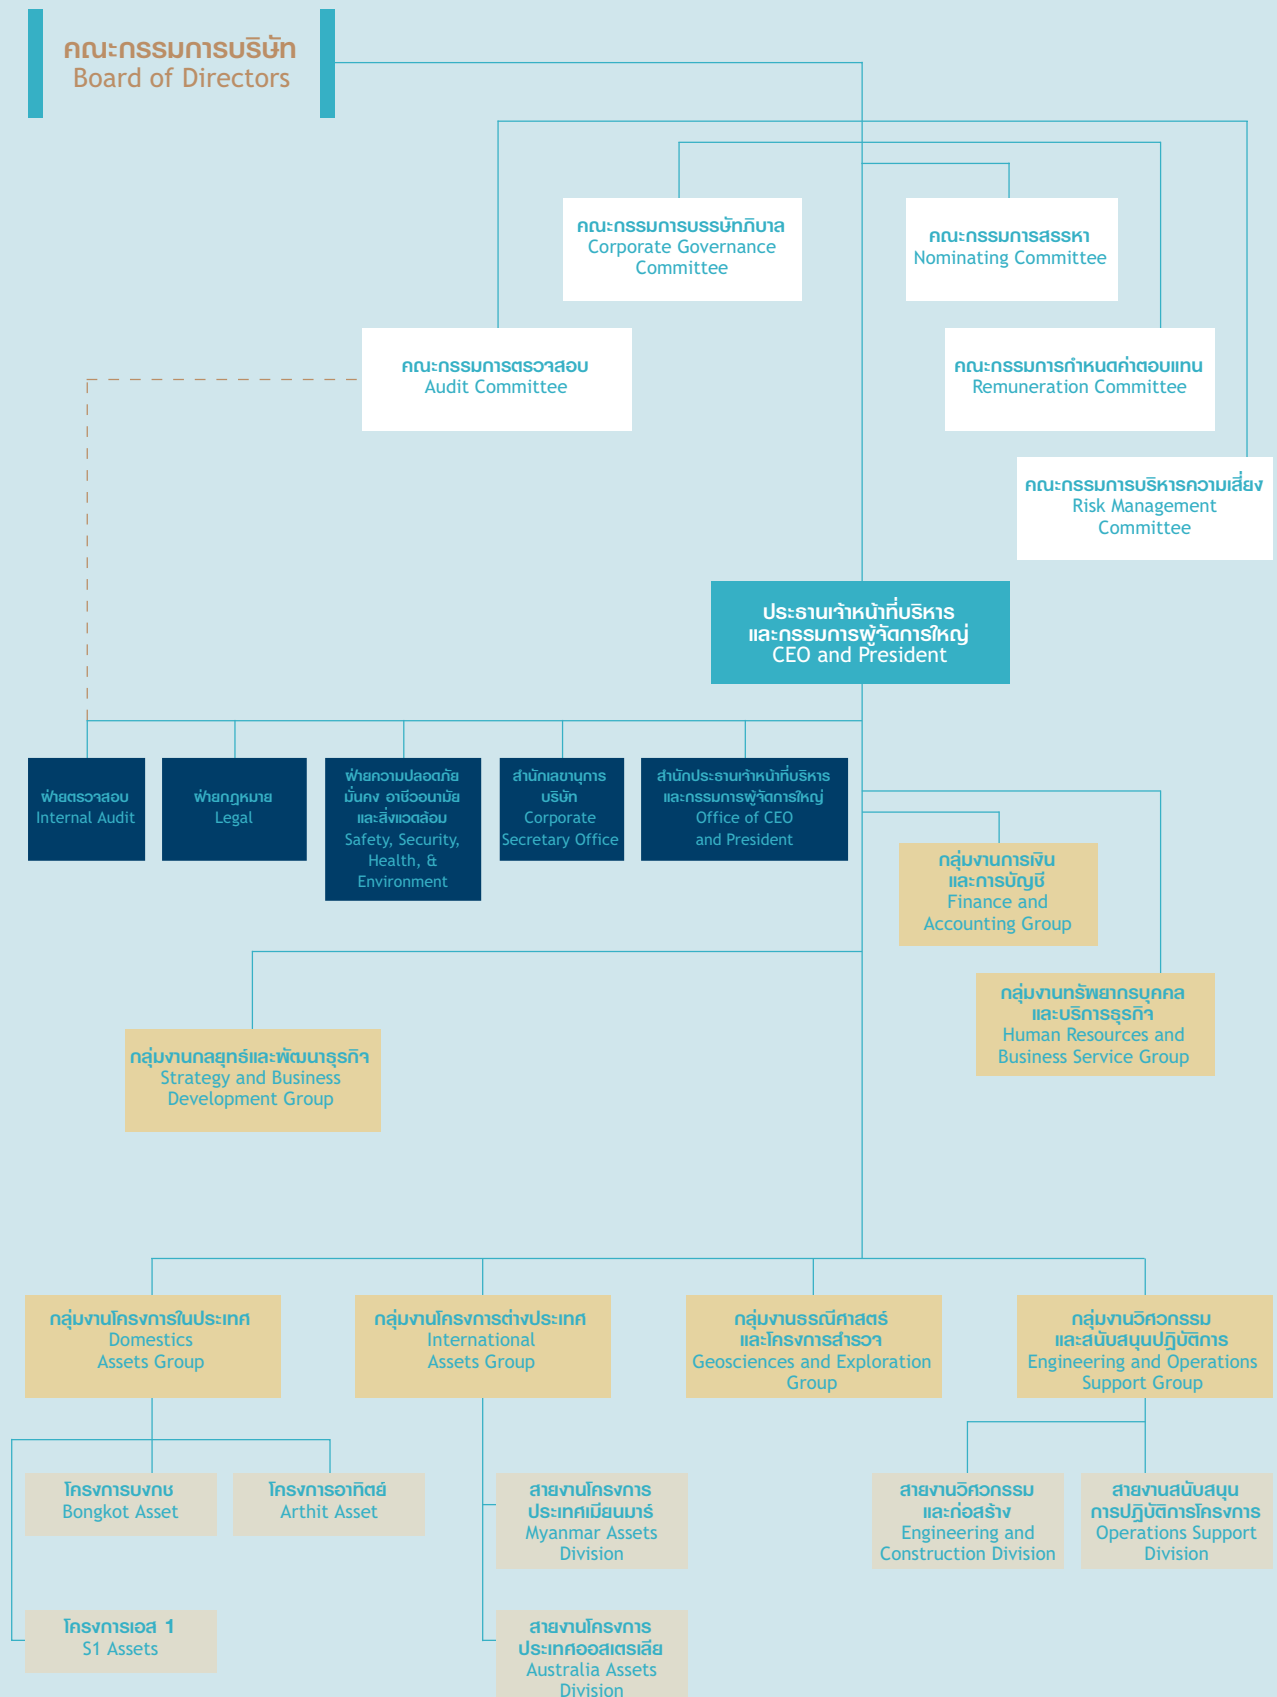 คณะกรรมการบริษัท
Board of Directors
คณะกรรมการบรรษัทภิบาล
Corporate Governance
Committee
คณะกรรมการสรรหา
Nominating Committee
คณะกรรมการตรวจสอบ
Audit Committee
คณะกรรมการกำหนดค่าตอบแทน
Remuneration Committee
คณะกรรมการบริหารความเสี่ยง
Risk Management
Committee
ประธานเจ้าหน้าที่บริหาร
และกรรมการผู้จัดการใหญ่
CEO and President
ฝ่ายตรวจสอบ
Internal Audit
ฝ่ายกฎหมาย
Legal
ฝ่ายความปลอดภัย
มั่นคง อาชีวอนามัย
และสิ่งแวดล้อม
Safety, Security,
Health, &
Environment
สำนักเลขานุการ
บริษัท
Corporate
Secretary Office
สำนักประธานเจ้าหน้าที่บริหาร
และกรรมการผู้จัดการใหญ่
Office of CEO
and President
กลุ่มงานการเงิน
และการบัญชี
Finance and
Accounting Group
กลุ่มงานทรัพยากรบุคคล
และบริการธุรกิจ
Human Resources and
Business Service Group
กลุ่มงานกลยุทธ์และพัฒนาธุรกิจ
Strategy and Business
Development Group
กลุ่มงานโครงการในประเทศ
Domestics
Assets Group
กลุ่มงานโครงการต่างประเทศ
International
Assets Group
กลุ่มงานธรณีศาสตร์
และโครงการสำรวจ
Geosciences and Exploration
Group
กลุ่มงานวิศวกรรม
และสนับสนุนปฏิบัติการ
Engineering and Operations
Support Group
โครงการบงกช
Bongkot Asset
โครงการอาทิตย์
Arthit Asset
สายงานโครงการ
ประเทศเมียนมาร์
Myanmar Assets
Division
สายงานวิศวกรรม
และก่อสร้าง
Engineering and
Construction Division
สายงานสนับสนุน
การปฏิบัติการโครงการ
Operations Support
Division
โครงการเอส 1
S1 Assets
สายงานโครงการ
ประเทศออสเตรเลีย
Australia Assets
Division